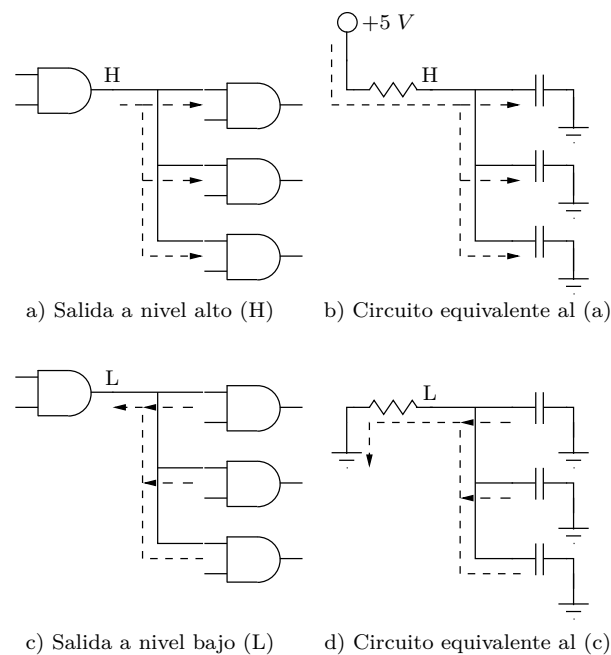 +5 V
H
H
a) Salida a nivel alto (H)
b) Circuito equivalente al (a)
L
L
c) Salida a nivel bajo (L)
d) Circuito equivalente al (c)